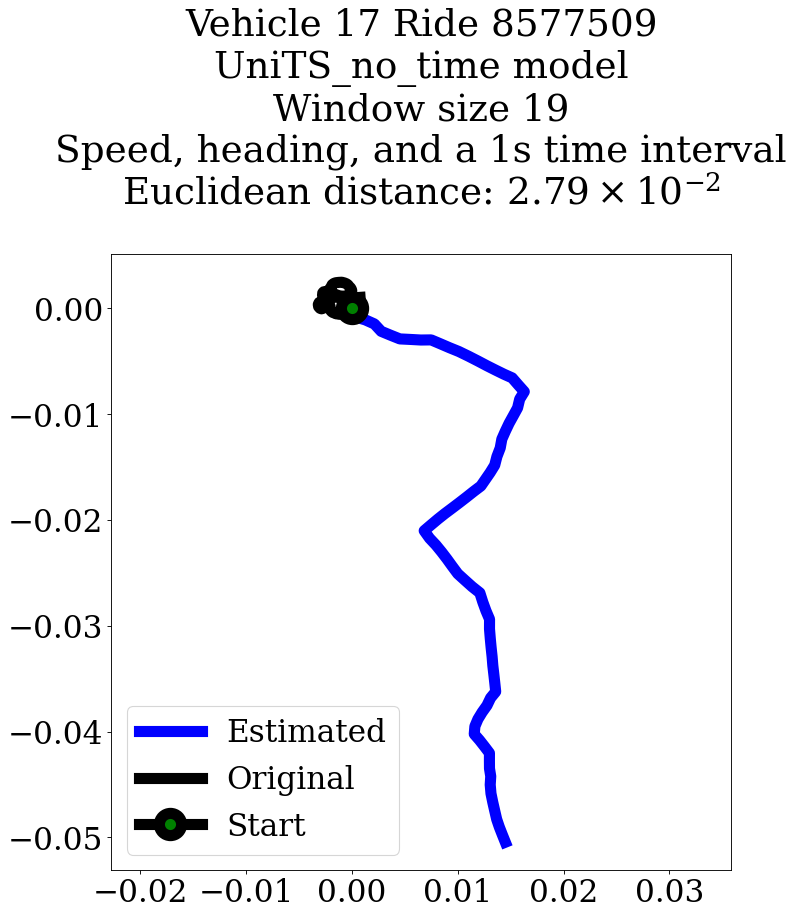 Vehicle 17 Ride 8577509
UniTS_no_time model
Window size 19
Speed, heading, and a 1s time interval
Euclidean distance: 2.79 × 10⁻²
0.00
−0.01
−0.02
−0.03
−0.04
−0.05
Estimated
Original
Start
−0.02 −0.01 0.00 0.01 0.02 0.03